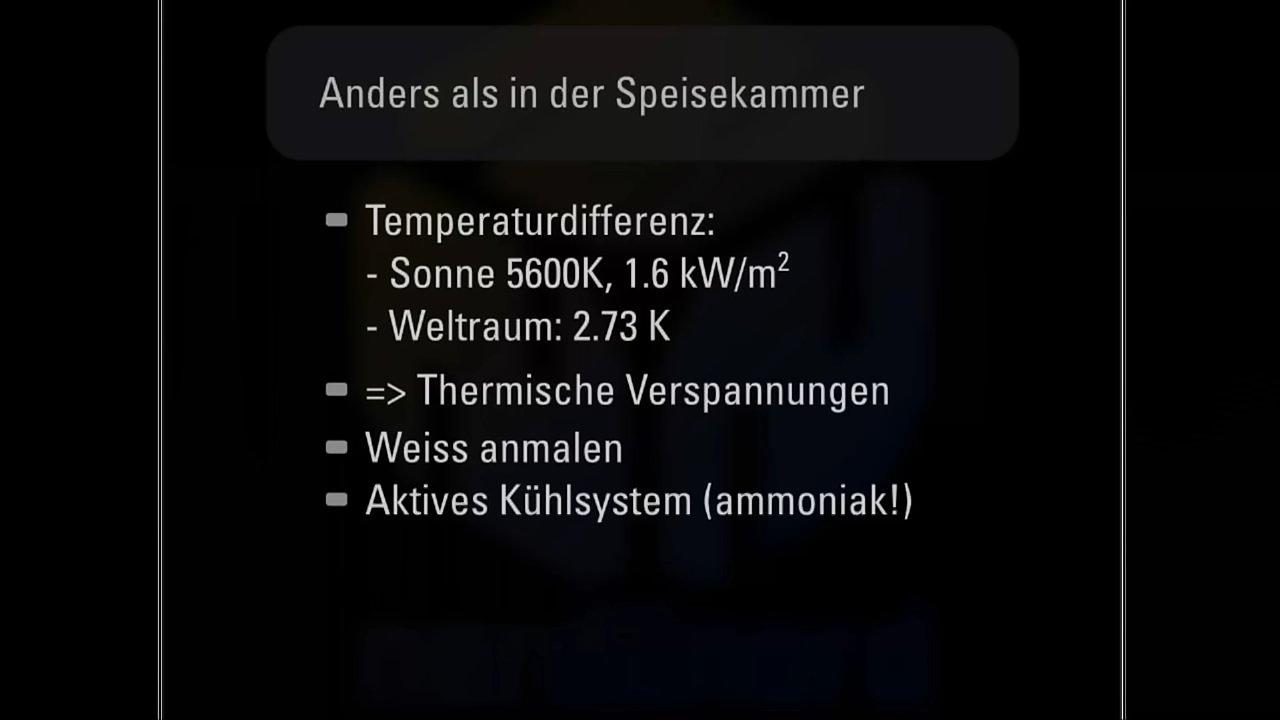 Anders als in der Speisekammer
Temperaturdifferenz:
- Sonne 5600K, 1.6 kW/m²
- Weltraum: 2.73 K
=> Thermische Verspannungen
Weiss anmalen
Aktives Kühlsystem (ammoniak!)